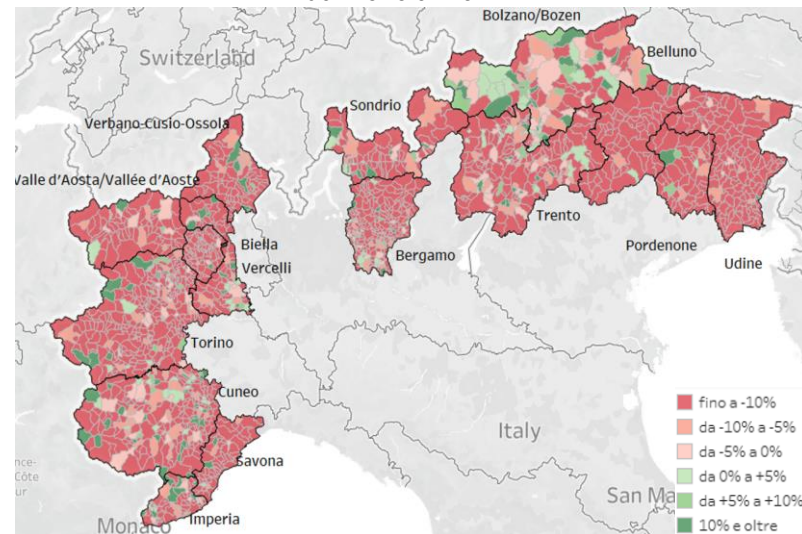 Bolzano/Bozen
Switzerland
Belluno
Sondrio
Verbano-Cusio-Ossola
Valle d'Aosta/Vallée d'Aoste
Trento
Biella
Bergamo
Pordenone
Vercelli
Udine
Torino
Cuneo
fino a -10%
da -10% a -5%
Italy
da -5% a 0%
Savona
da 0% a +5%
San Ma
da +5% a +10%
Imperia
Monaco
10% e oltre